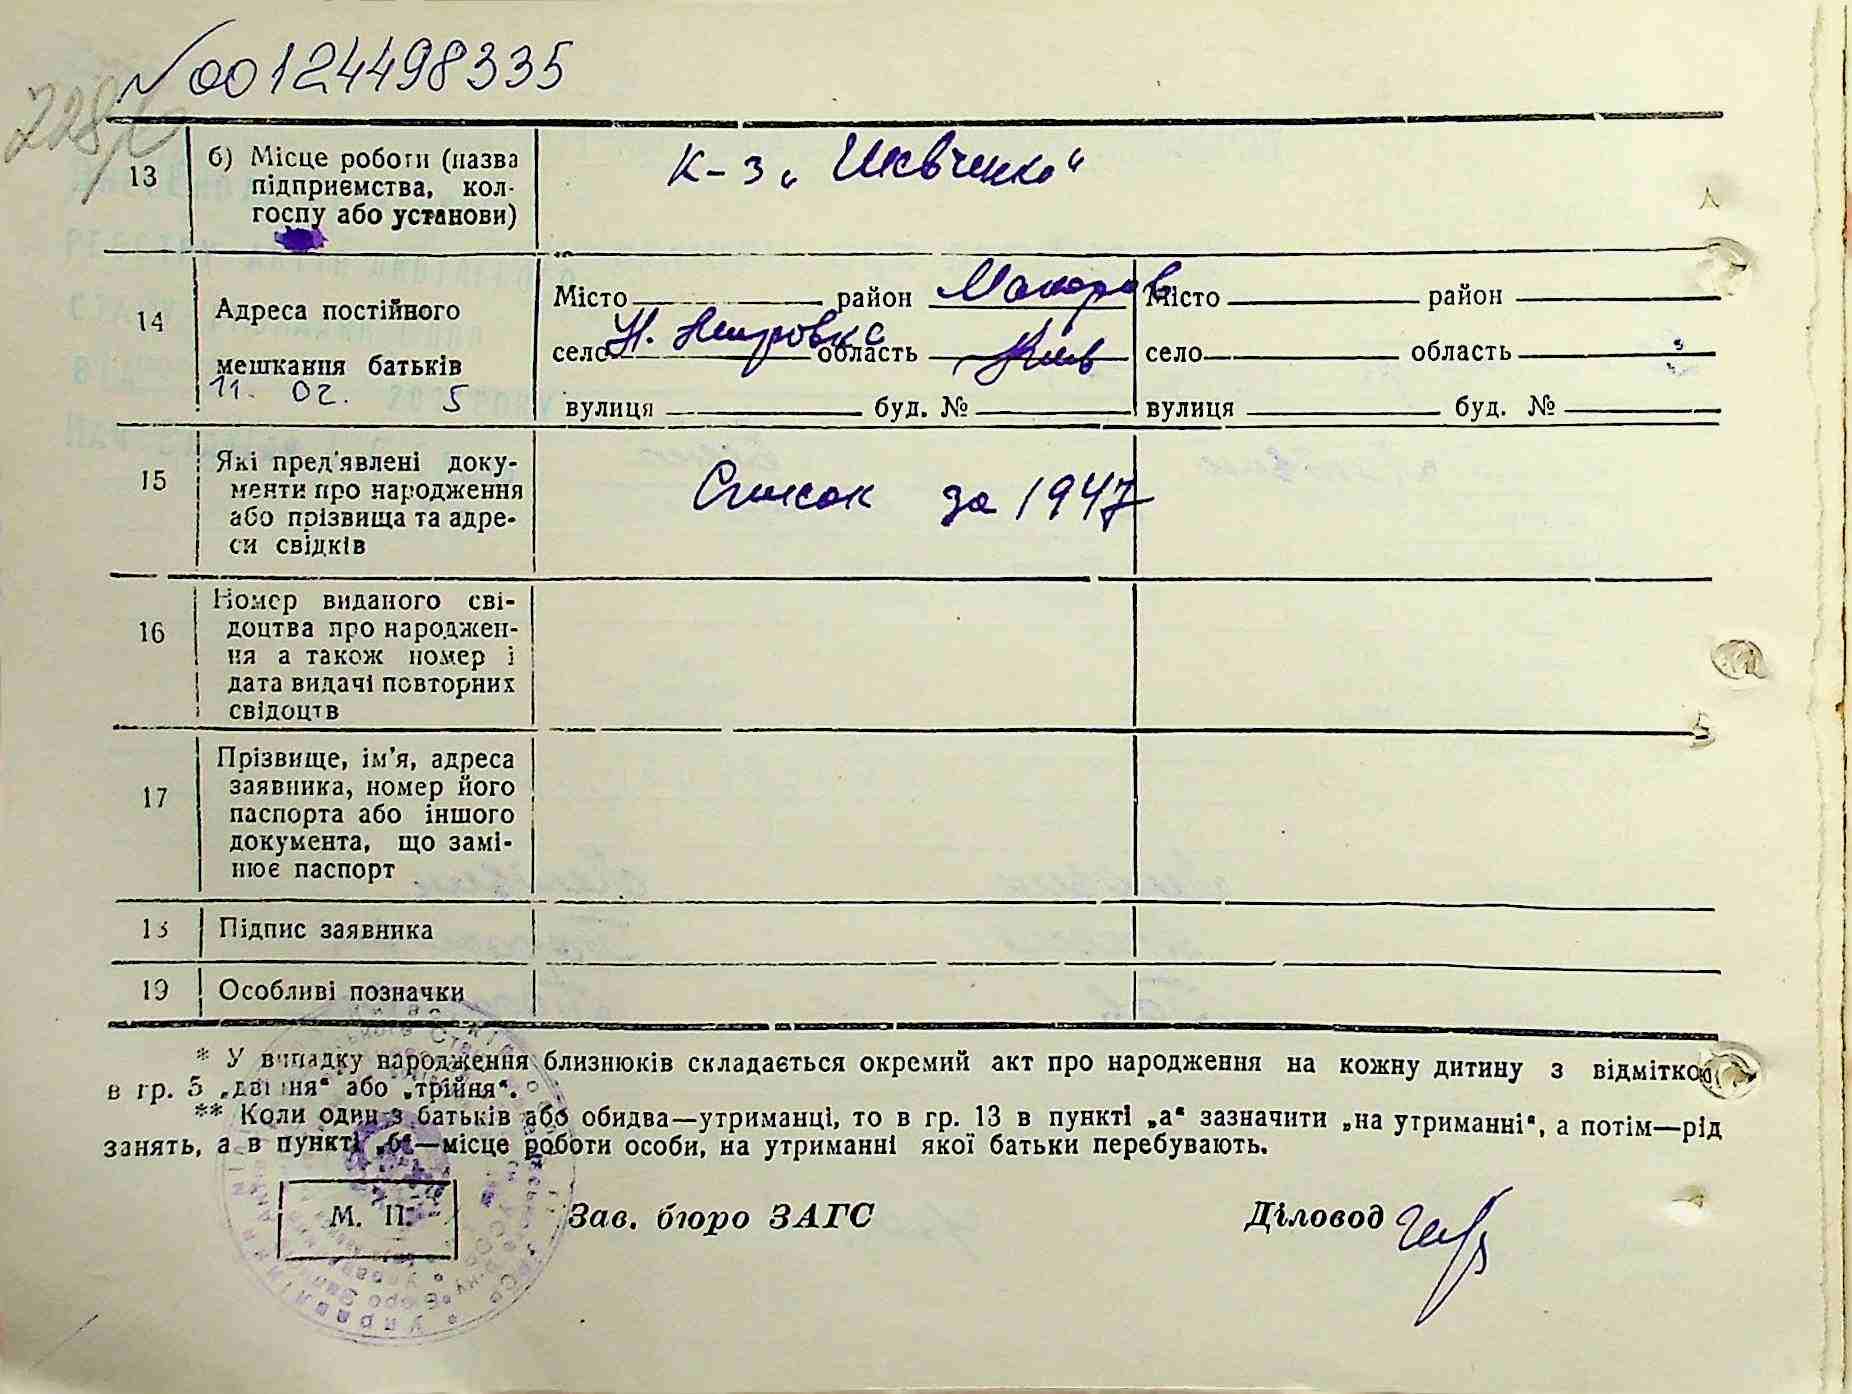 №00124498335
228/с
13 б) Місце роботи (назва
підприємства, кол-
госпу або установи)
К-з „Шевченко“
14 Адреса постійного
мешкання батьків
11. 02. 5
Місто район Макарів
село область Київ
вулиця буд. №
Місто район
село область
вулиця буд. №
15 Які пред'явлені доку-
менти про народження
або прізвища та адре-
си свідків
Список за 1947
16 Номер виданого сві-
доцтва про народжен-
ня а також номер і
дата видачі повторних
свідоцтв
17 Прізвище, ім'я, адреса
заявника, номер його
паспорта або іншого
документа, що замі-
нює паспорт
18 Підпис заявника
19 Особливі позначки
* У випадку народження близнюків складається окремий акт про народження на кожну дитину з відміткою
в гр. 5 „двійня“ або „трійня“.
** Коли один з батьків або обидва—утриманці, то в гр. 13 в пункті „а“ зазначити „на утриманні“, а потім—рід
занять, а в пункті „б“—місце роботи особи, на утриманні якої батьки перебувають.
М. П.
Зав. бюро ЗАГС
Діловод